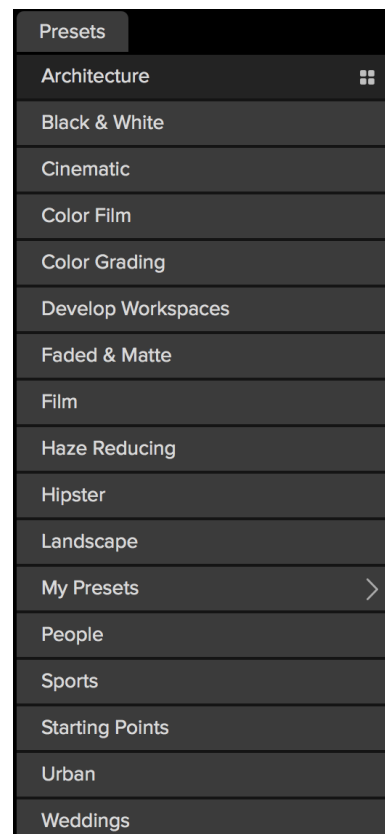 Presets
Architecture
Black & White
Cinematic
Color Film
Color Grading
Develop Workspaces
Faded & Matte
Film
Haze Reducing
Hipster
Landscape
My Presets
People
Sports
Starting Points
Urban
Weddings